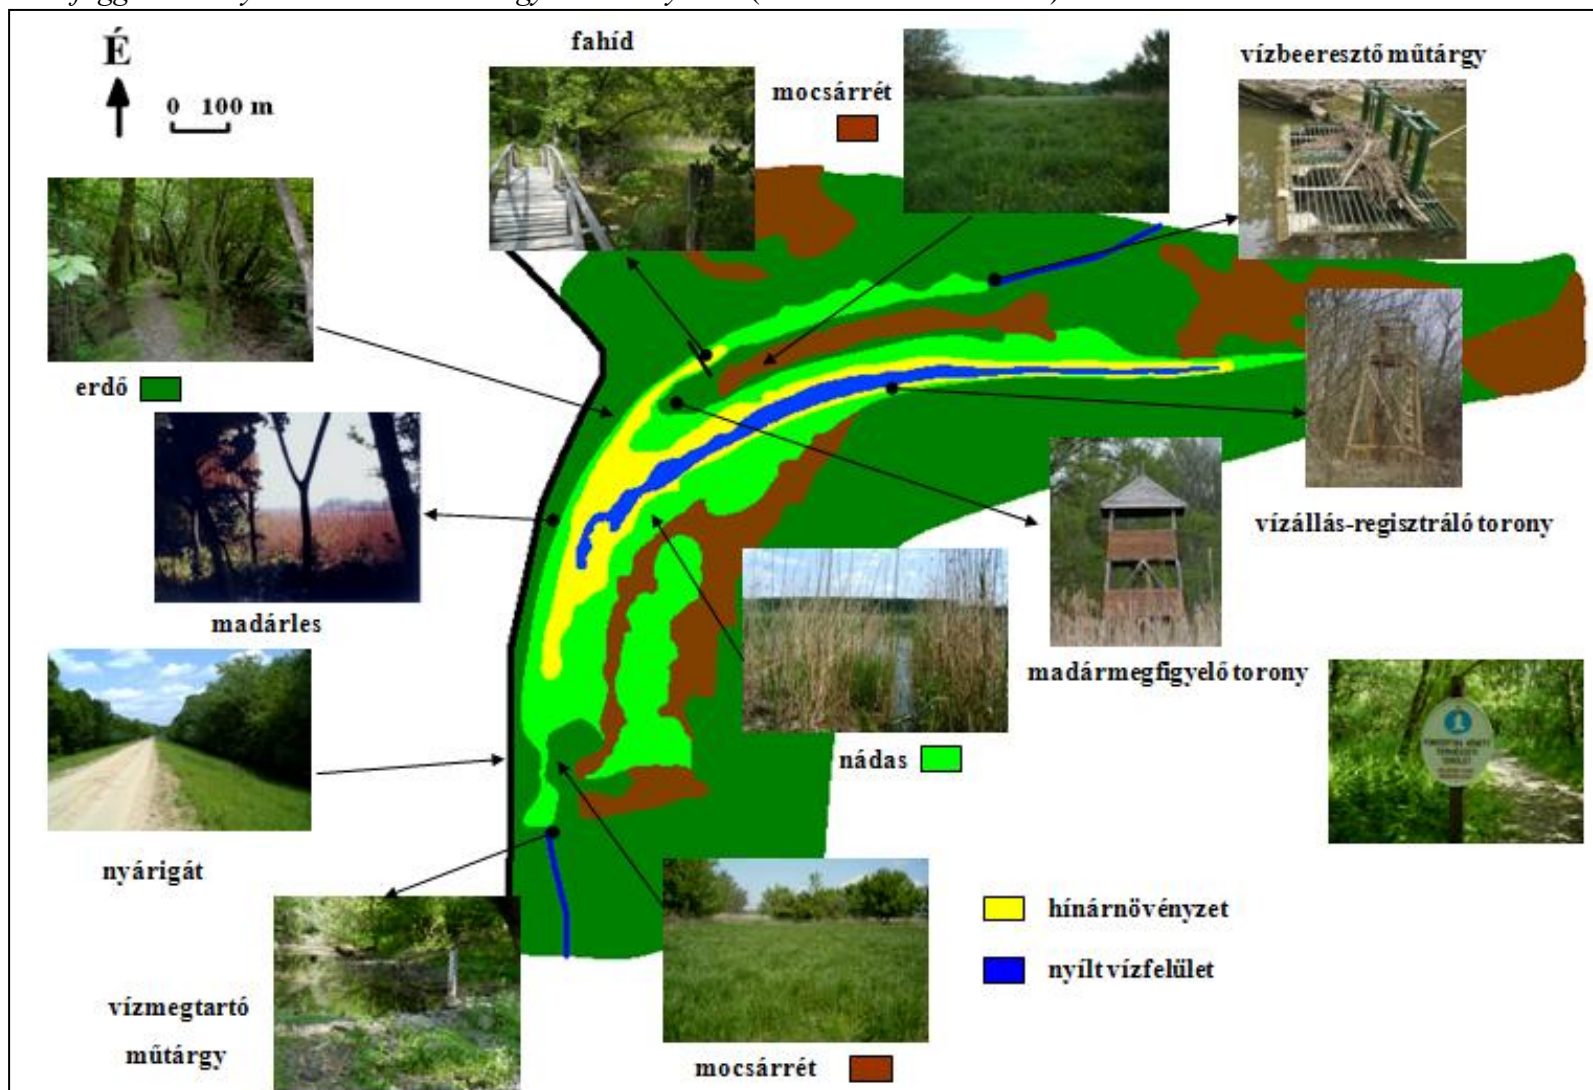 É
0 100 m
fahíd
mocsárrét
vízbeeresztő műtárgy
erdő
madárles
vízállás-regisztráló torony
madármegfigyelő torony
nyárigát
nádas
hínárnövényzet
nyílt vízfelület
vízmegtartó
műtárgy
mocsárrét